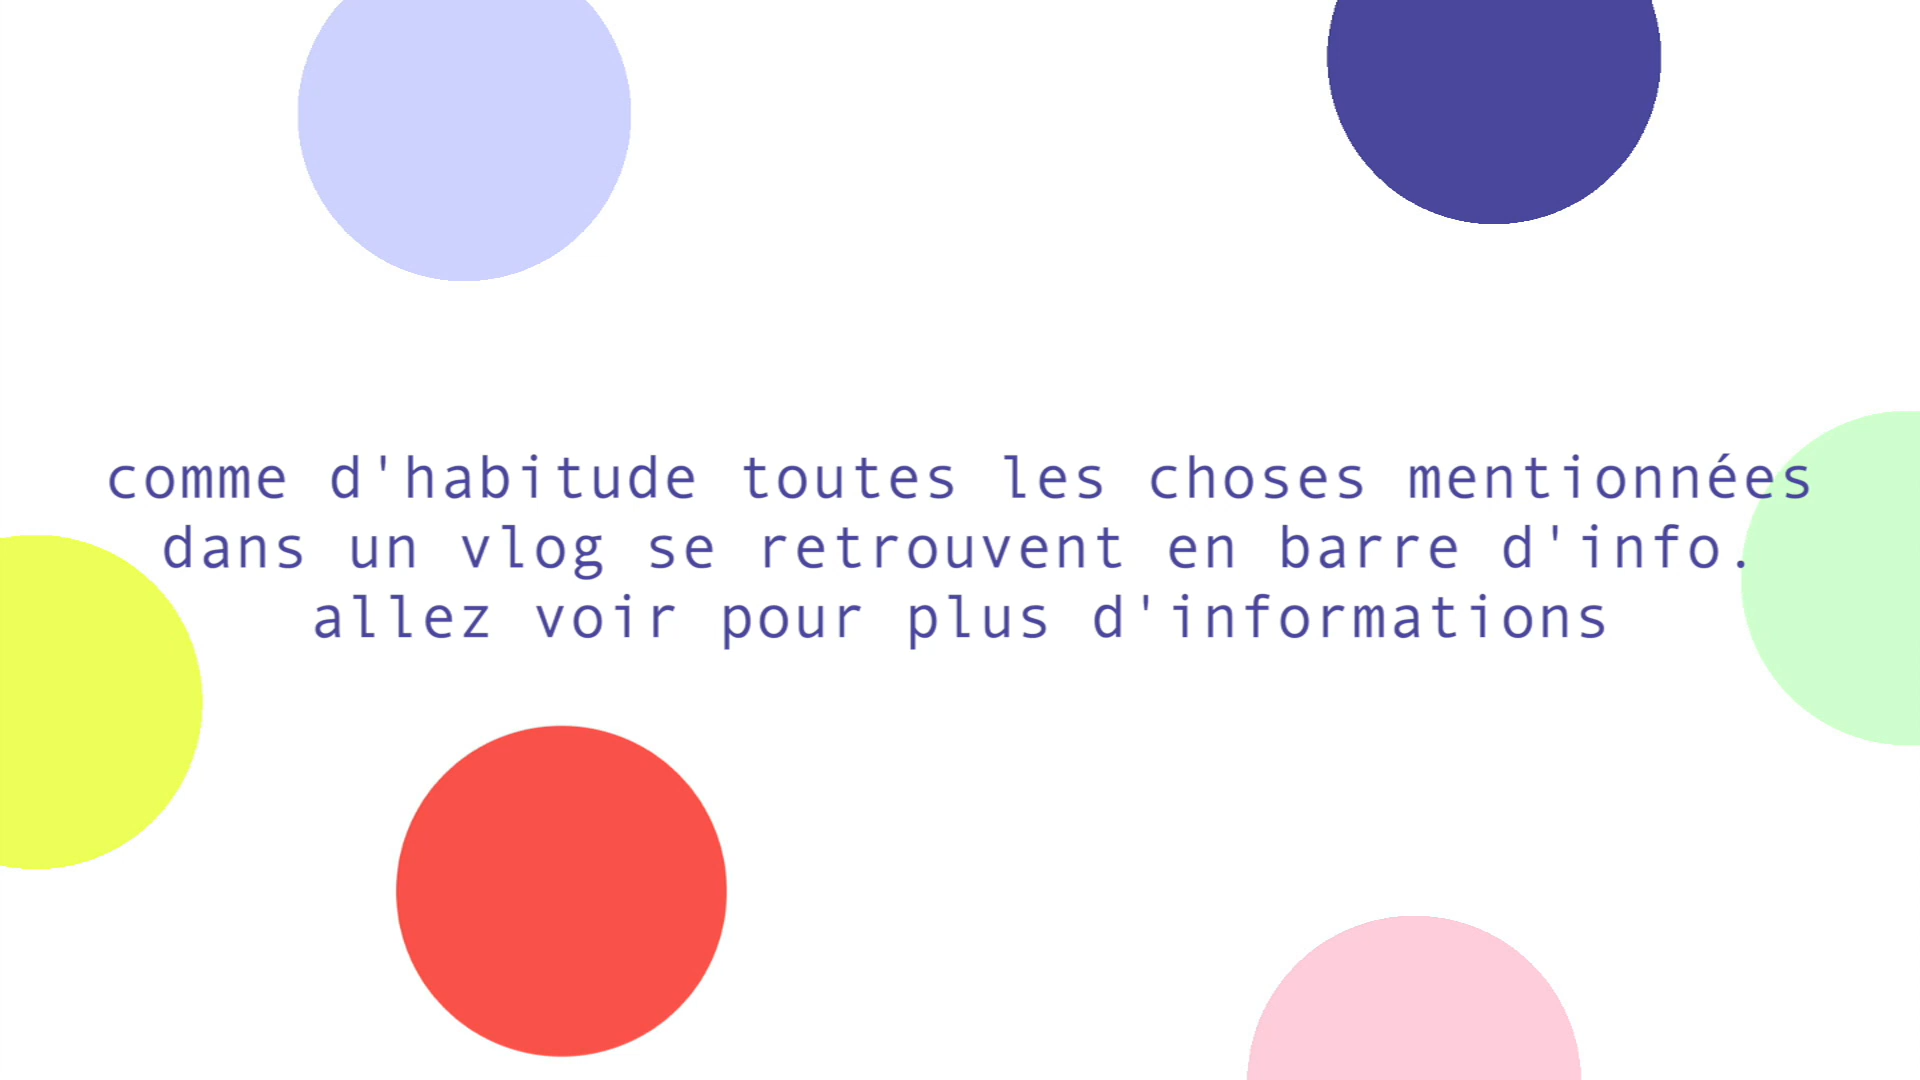 comme d'habitude toutes les choses mentionnées
dans un vlog se retrouvent en barre d'info.
allez voir pour plus d'informations